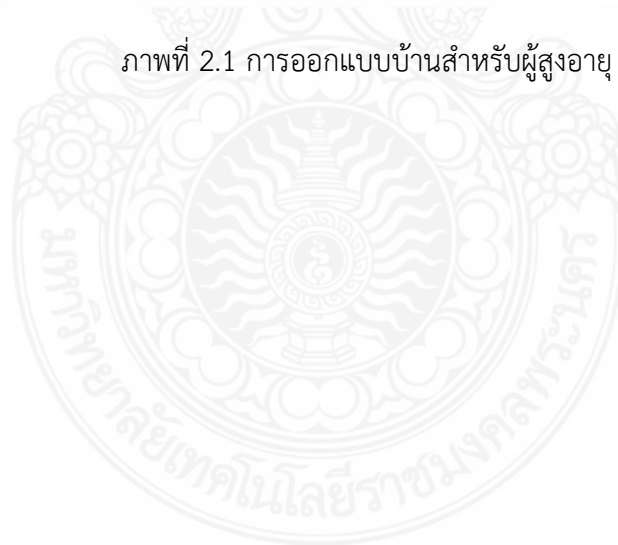 ภาพที่ 2.1 การออกแบบบ้านสำหรับผู้สูงอายุ
มหาวิทยาลัยเทคโนโลยีราชมงคลพระนคร